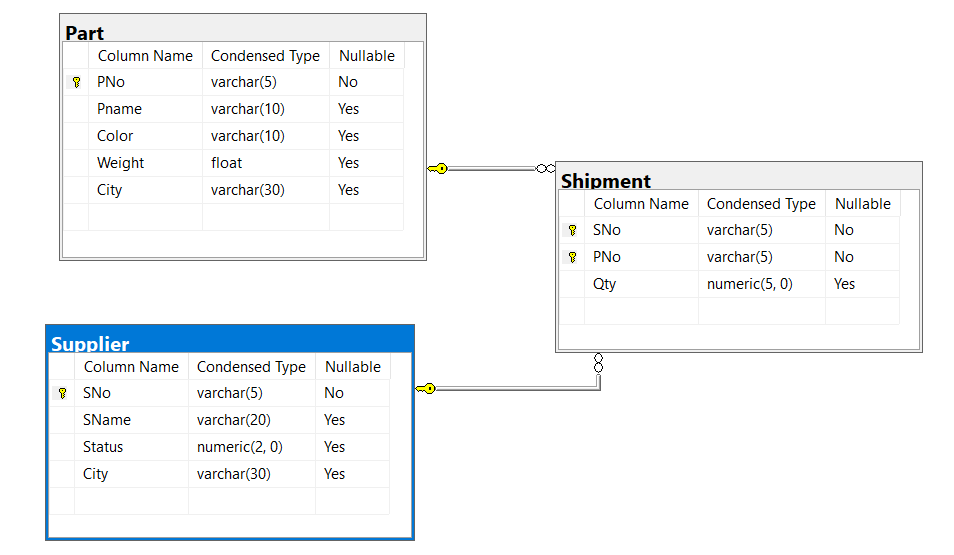 Part
Column Name Condensed Type Nullable
PNo varchar(5) No
Pname varchar(10) Yes
Color varchar(10) Yes
Weight float Yes
City varchar(30) Yes
Shipment
Column Name Condensed Type Nullable
SNo varchar(5) No
PNo varchar(5) No
Qty numeric(5, 0) Yes
Supplier
Column Name Condensed Type Nullable
SNo varchar(5) No
SName varchar(20) Yes
Status numeric(2, 0) Yes
City varchar(30) Yes